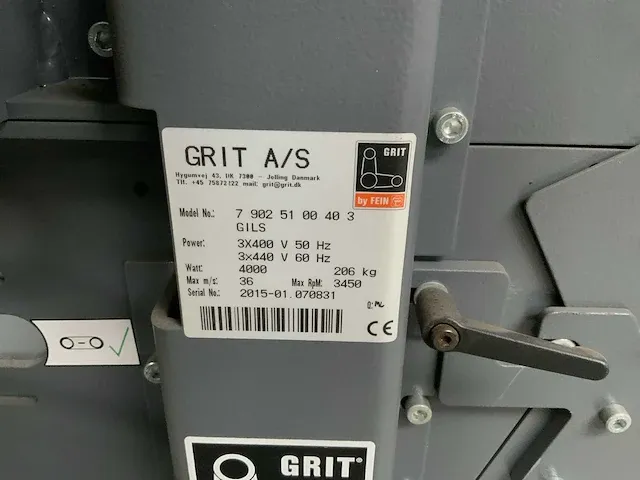 GRIT A/S
Hygumvej 43, DK 7300 - Jelling Danmark
Tlf. +45 75872122 mail: grit@grit.dk
GRIT
by FEIN
Model No.: 7 902 51 00 40 3
GILS
Power: 3X400 V 50 Hz
3x440 V 60 Hz
Watt: 4000 206 kg
Max m/s: 36 Max RpM: 3450
Serial No.: 2015-01.070831
CE
GRIT®